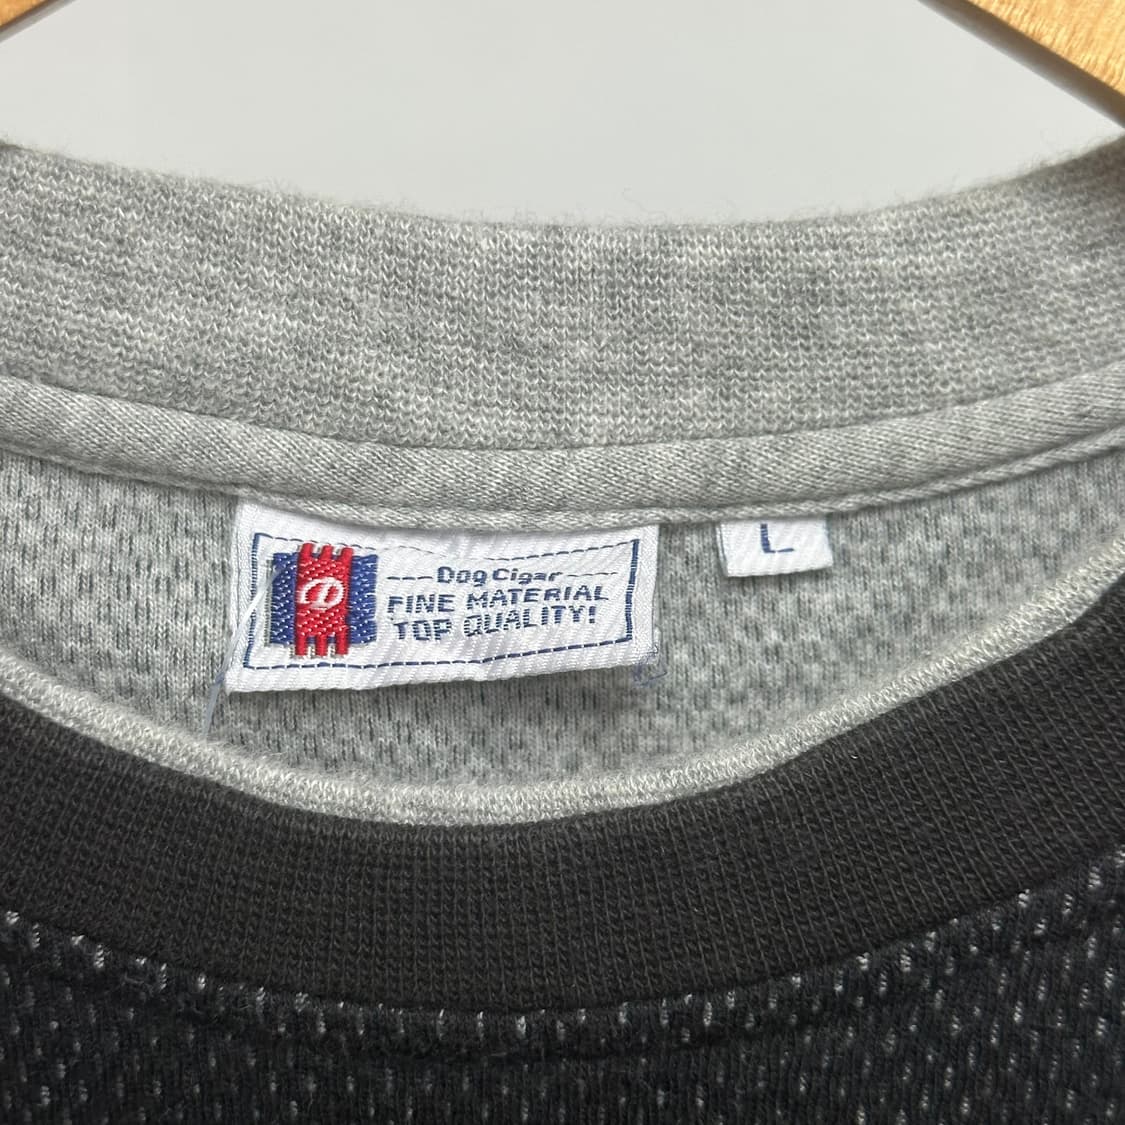 Dog Cigar
FINE MATERIAL
TOP QUALITY!
L